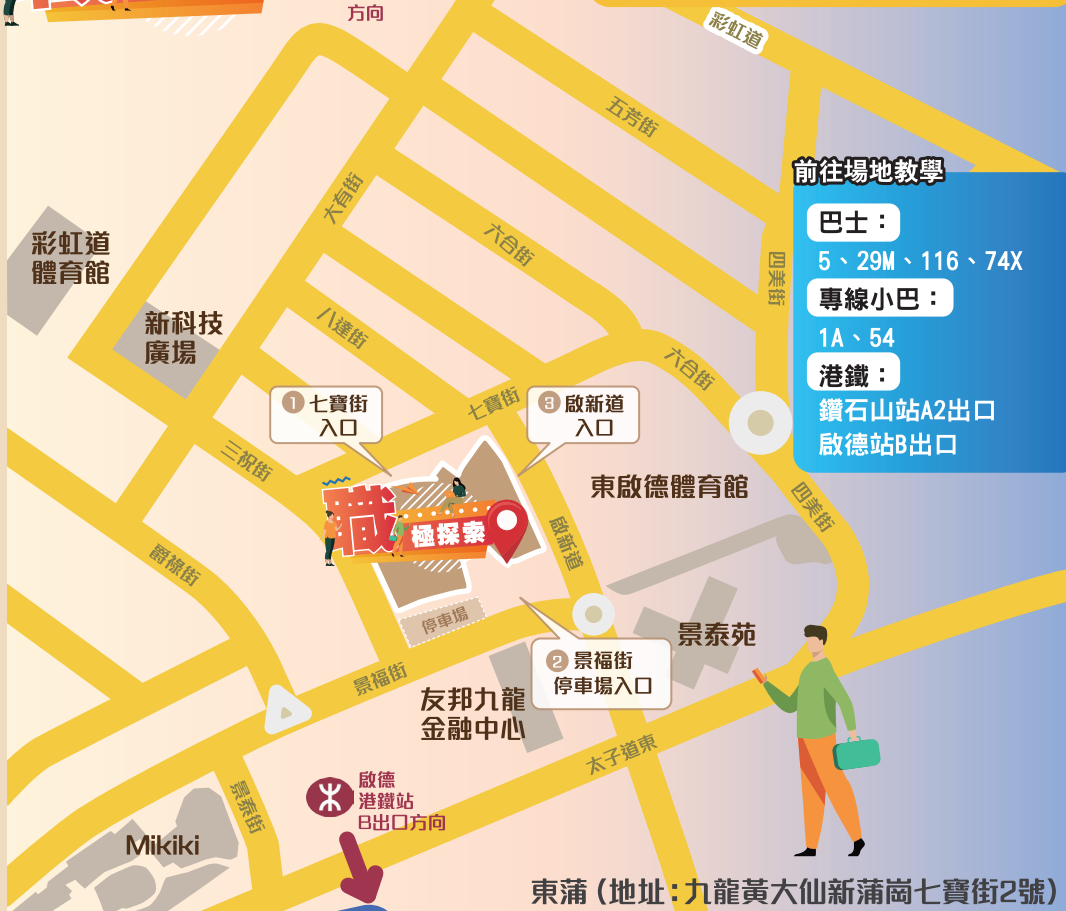 方向
彩虹道
五芳街
大有街
六合街
四美街
前往場地教學
巴士：
5、29M、116、74X
專線小巴：
1A、54
港鐵：
鑽石山站A2出口
啟德站B出口
彩虹道
體育館
新科技
廣場
八達街
六合街
七寶街
1 七寶街
入口
3 啟新道
入口
三祝街
東啟德體育館
四美街
職
極探索
啟新道
爵祿街
停車場
景泰苑
2 景福街
停車場入口
景福街
友邦九龍
金融中心
太子道東
啟德
港鐵站
B出口方向
景泰街
Mikiki
東蒲（地址：九龍黃大仙新蒲崗七寶街2號）